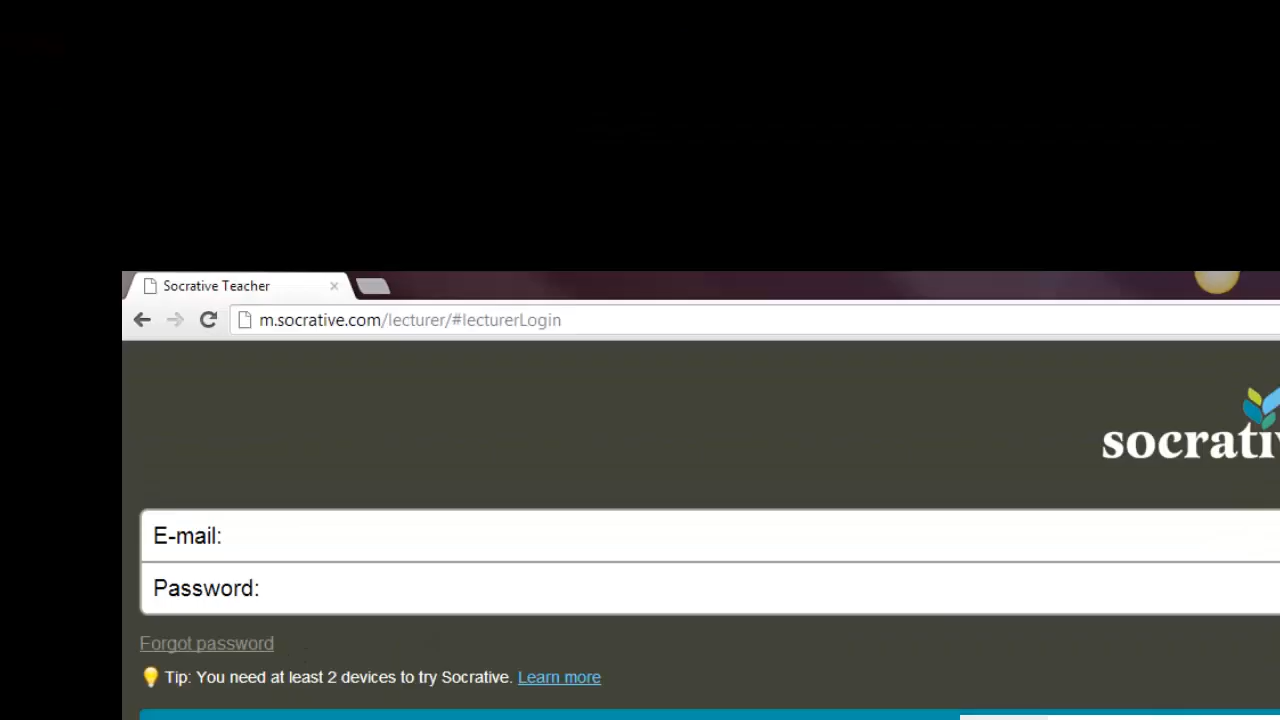 Socrative Teacher
m.socrative.com/lecturer/#lecturerLogin
socrativ
E-mail:
Password:
Forgot password
Tip: You need at least 2 devices to try Socrative. Learn more